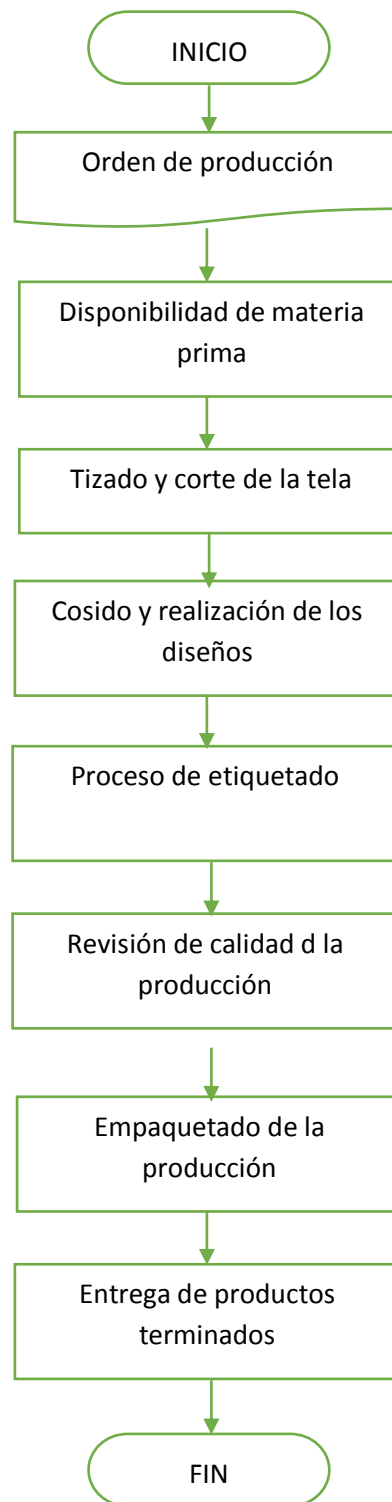 INICIO
Orden de producción
Disponibilidad de materia
prima
Tizado y corte de la tela
Cosido y realización de los
diseños
Proceso de etiquetado
Revisión de calidad d la
producción
Empaquetado de la
producción
Entrega de productos
terminados
FIN